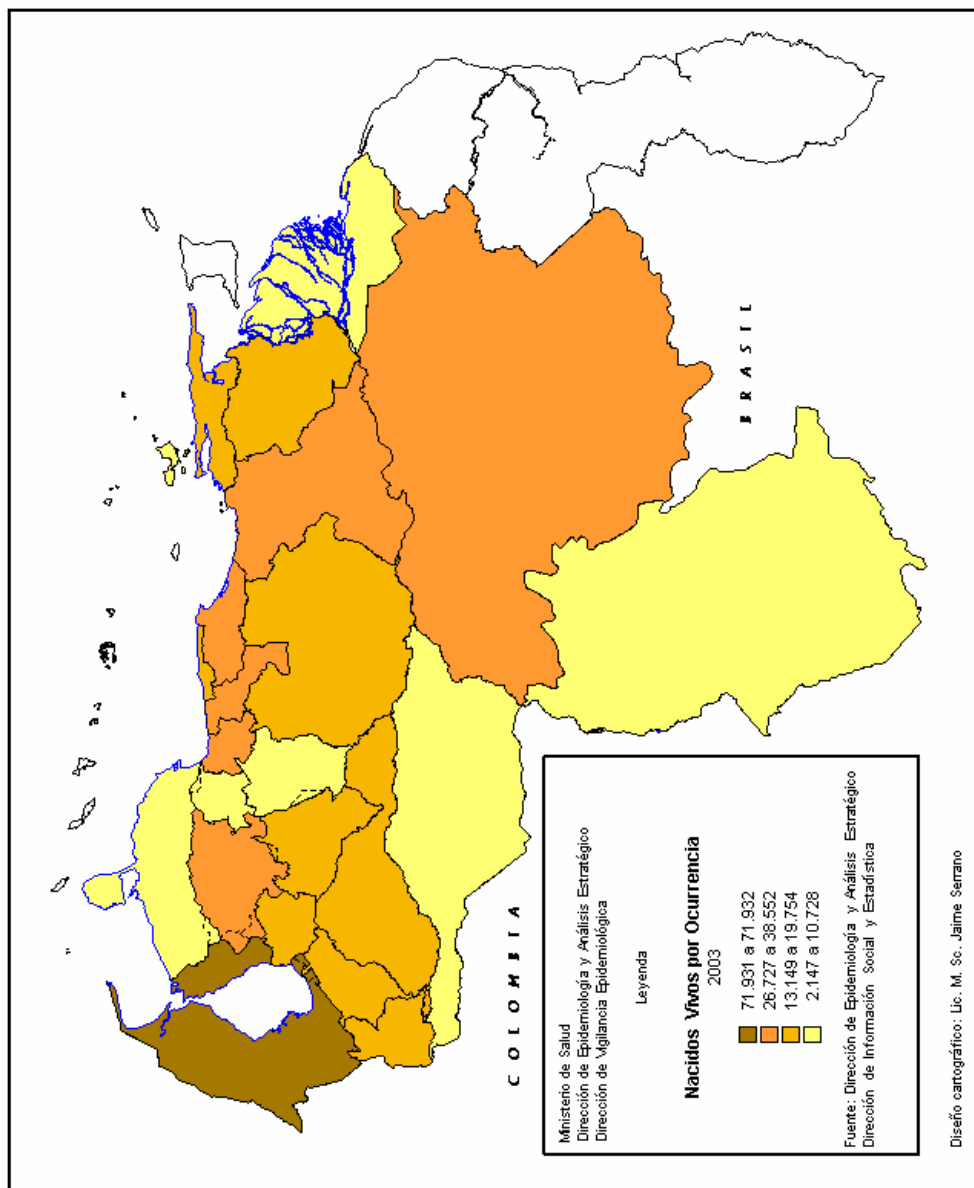 COLOMBIA
BRASIL
Ministerio de Salud
Dirección de Epidemiología y Análisis Estratégico
Dirección de Vigilancia Epidemiológica
Leyenda
Nacidos Vivos por Ocurrencia
2003
71.931 a 71.932
26.727 a 38.552
13.149 a 19.754
2.147 a 10.728
Fuente: Dirección de Epidemiología y Análisis Estratégico
Dirección de Información Social y Estadística
Diseño cartográfico: Lic. M. Sc. Jaime Serrano